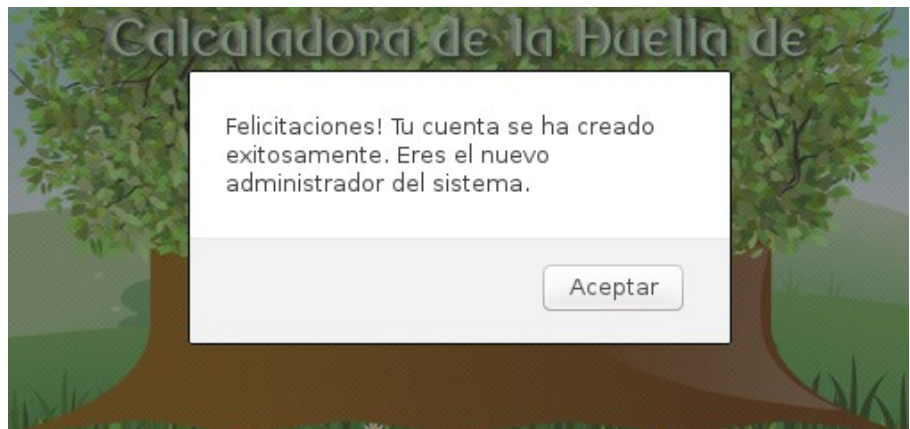 Calculadora de la Huella de
Felicitaciones! Tu cuenta se ha creado
exitosamente. Eres el nuevo
administrador del sistema.
Aceptar